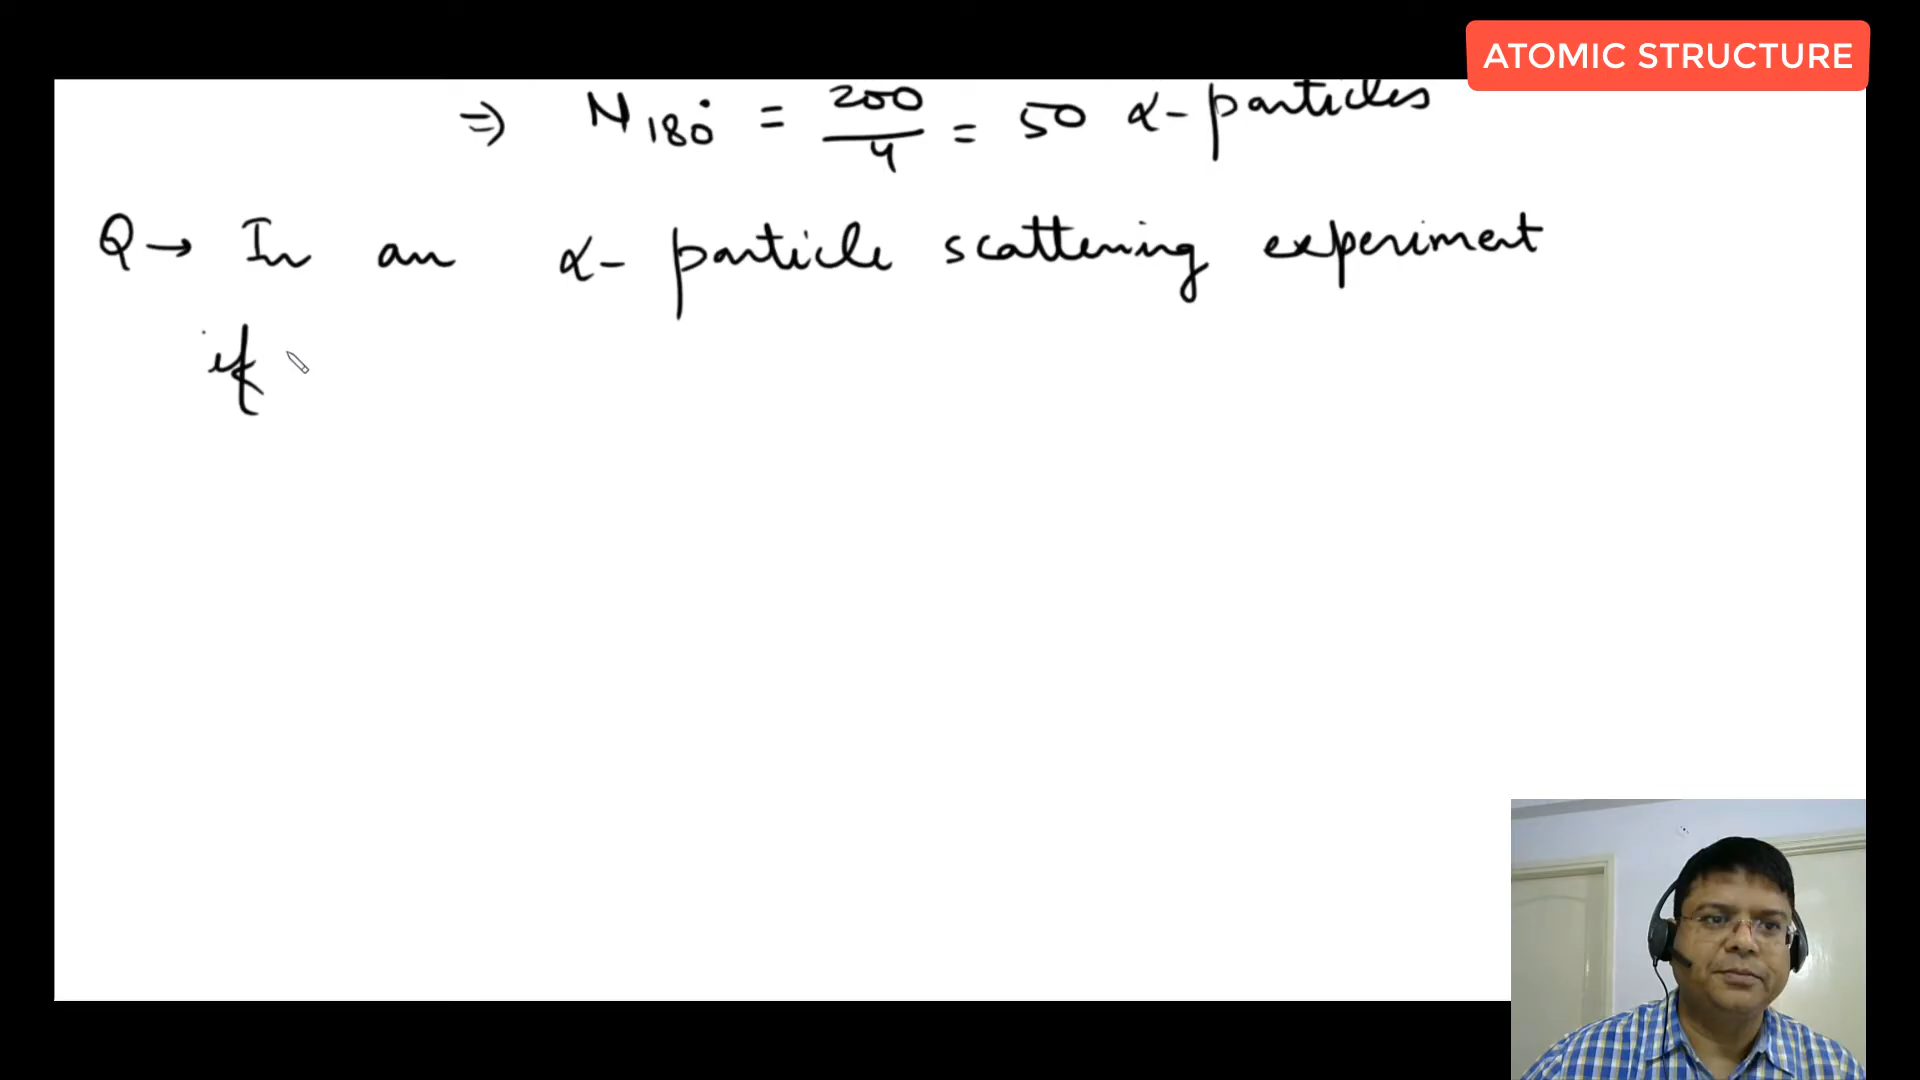 ATOMIC STRUCTURE
⇒ N180° = 200/4 = 50 α-particles
Q → In an α-particle scattering experiment
if